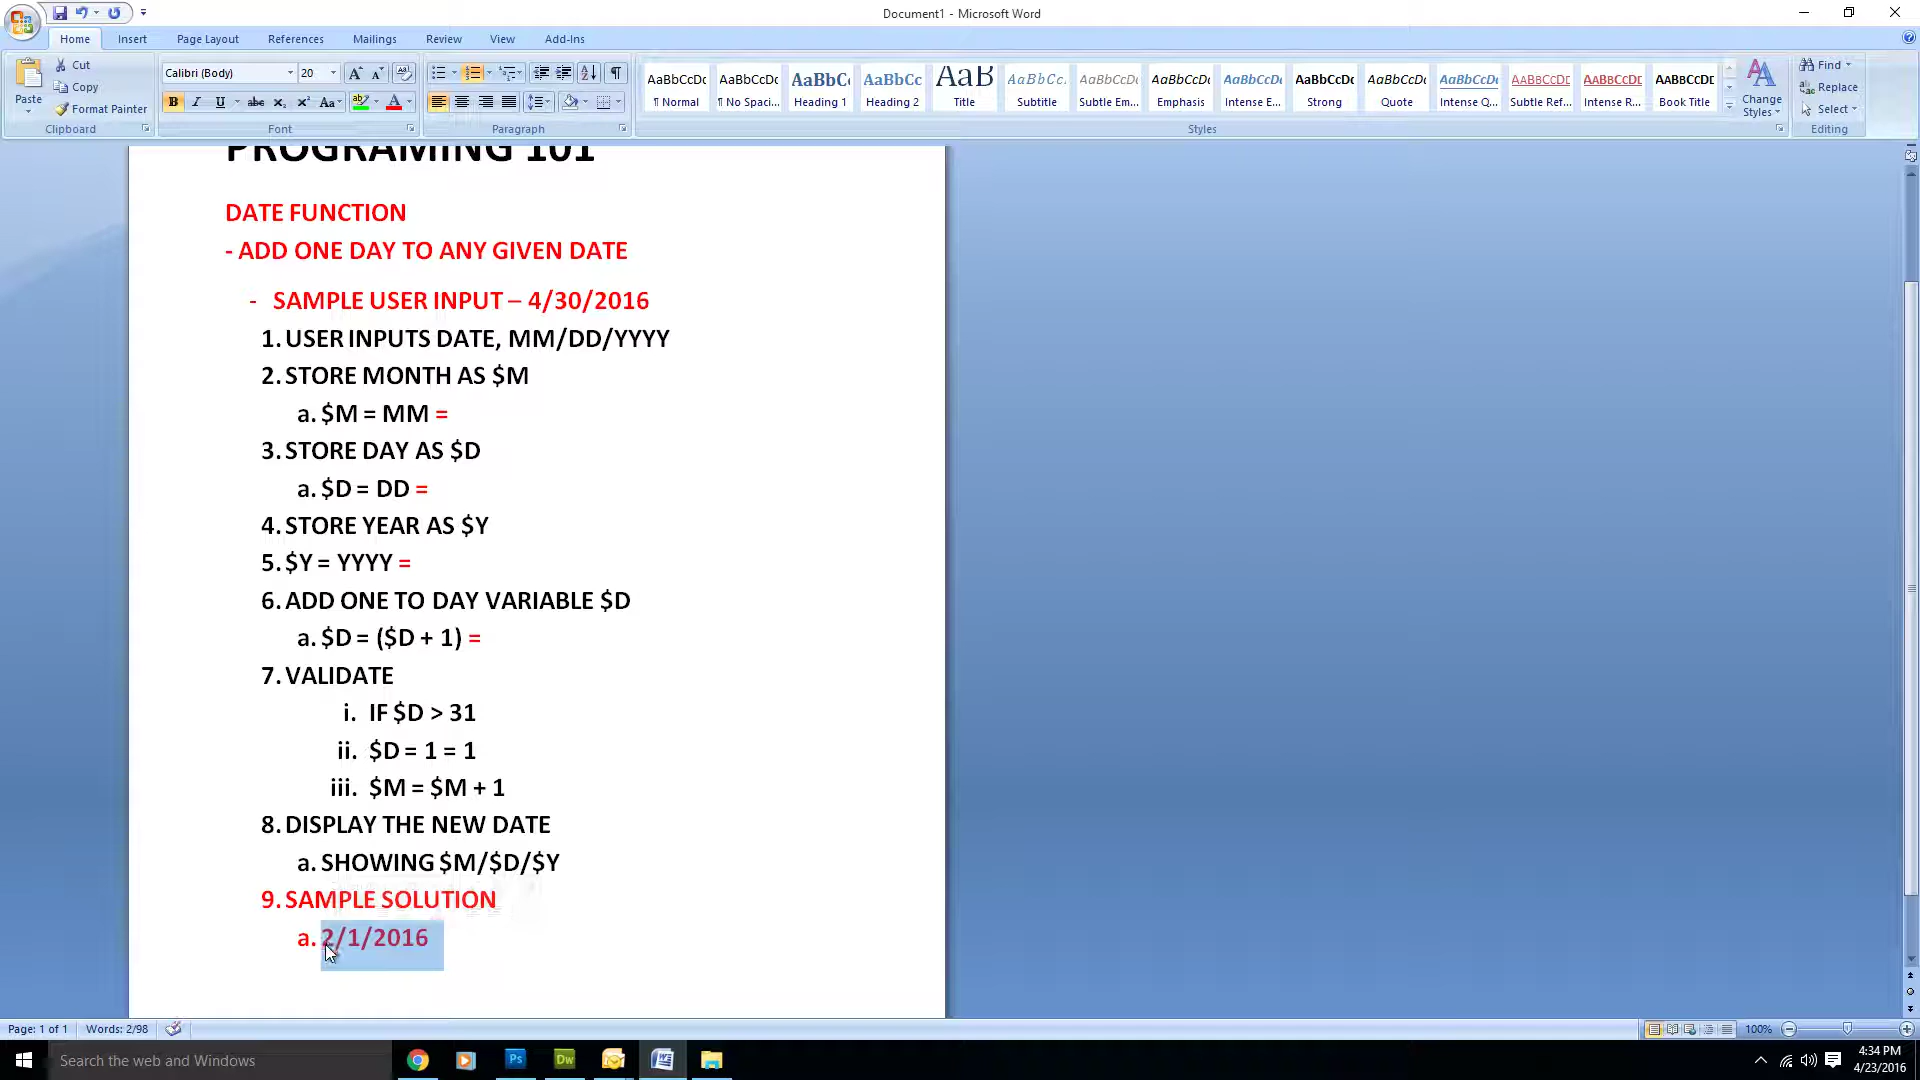 Document1 - Microsoft Word
Home Insert Page Layout References Mailings Review View Add-Ins
Paste
Cut
Copy
Format Painter
Clipboard
Calibri (Body) 20
Font
Paragraph
AaBbCcDc AaBbCcDc AaBbC AaBbCc AaB AaBbCc. AaBbCcDc AaBbCcDc AaBbCcDc AaBbCcDc AaBbCcDc AaBbCcDc AABBCCDD AABBCCDD AABBCCDD
¶ Normal ¶ No Spaci... Heading 1 Heading 2 Title Subtitle Subtle Em... Emphasis Intense E... Strong Quote Intense Q... Subtle Ref... Intense R... Book Title
Change Styles
Styles
Find
Replace
Select
Editing
PROGRAMING 101
DATE FUNCTION
- ADD ONE DAY TO ANY GIVEN DATE
- SAMPLE USER INPUT – 4/30/2016
1. USER INPUTS DATE, MM/DD/YYYY
2. STORE MONTH AS $M
a. $M = MM =
3. STORE DAY AS $D
a. $D = DD =
4. STORE YEAR AS $Y
5. $Y = YYYY =
6. ADD ONE TO DAY VARIABLE $D
a. $D = ($D + 1) =
7. VALIDATE
i. IF $D > 31
ii. $D = 1 = 1
iii. $M = $M + 1
8. DISPLAY THE NEW DATE
a. SHOWING $M/$D/$Y
9. SAMPLE SOLUTION
a. 2/1/2016
Page: 1 of 1 Words: 2/98
100%
Search the web and Windows
4:34 PM
4/23/2016